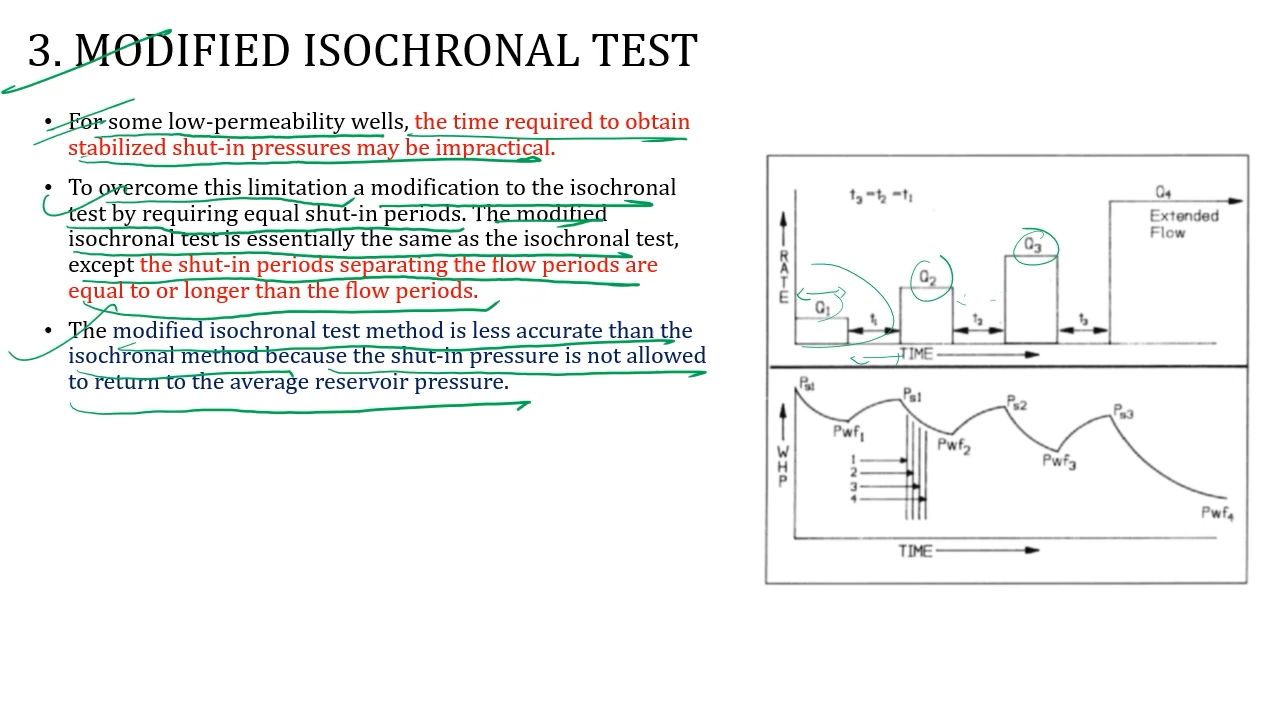 3. MODIFIED ISOCHRONAL TEST
• For some low-permeability wells, the time required to obtain
stabilized shut-in pressures may be impractical.
• To overcome this limitation a modification to the isochronal
test by requiring equal shut-in periods. The modified
isochronal test is essentially the same as the isochronal test,
except the shut-in periods separating the flow periods are
equal to or longer than the flow periods.
• The modified isochronal test method is less accurate than the
isochronal method because the shut-in pressure is not allowed
to return to the average reservoir pressure.
t3=t2=t1
Q4
Extended
Flow
RATE
Q1
Q2
Q3
t1
t2
t3
TIME
Ps1
Ps2
Ps3
Pwf1
Pwf2
Pwf3
Pwf4
WHP
1
2
3
4
TIME